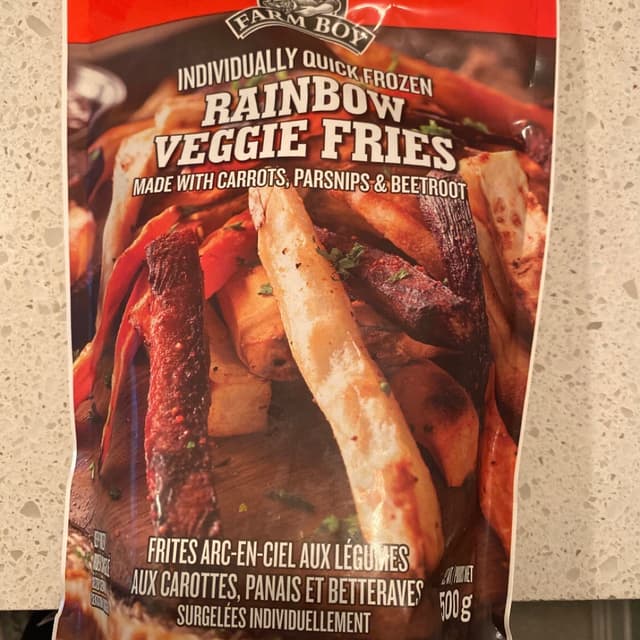 FARM BOY
INDIVIDUALLY QUICK FROZEN
RAINBOW
VEGGIE FRIES
MADE WITH CARROTS, PARSNIPS & BEETROOT
FRITES ARC-EN-CIEL AUX LÉGUMES
AUX CAROTTES, PANAIS ET BETTERAVES
SURGELÉES INDIVIDUELLEMENT
500 g